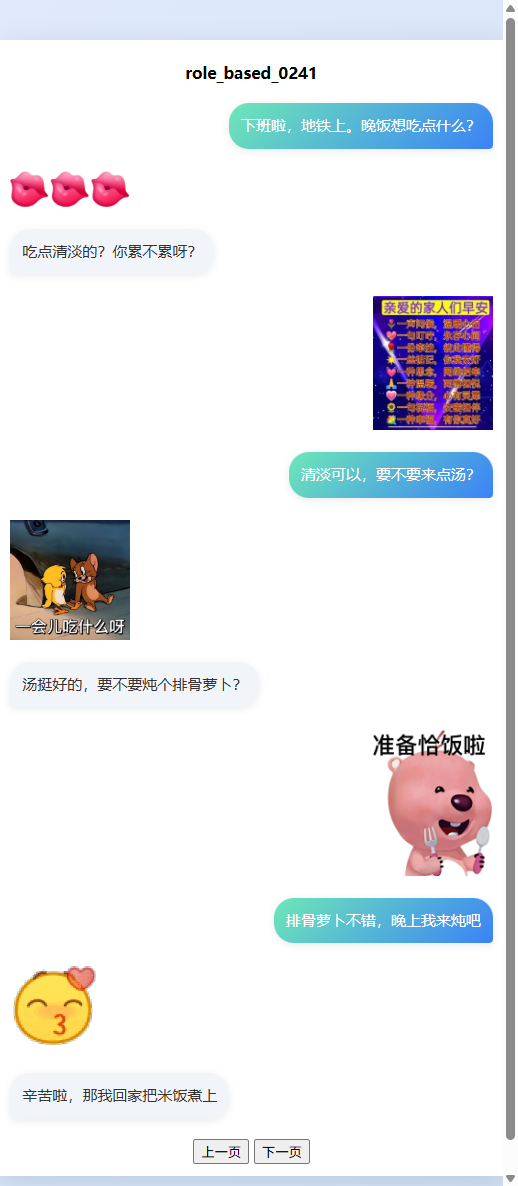 role_based_0241
下班啦，地铁上。晚饭想吃点什么？
吃点清淡的？你累不累呀？
亲爱的家人们早安
清淡可以，要不要来点汤？
一会儿吃什么呀
汤挺好的，要不要炖个排骨萝卜？
准备恰饭啦
排骨萝卜不错，晚上我来炖吧
辛苦啦，那我回家把米饭煮上
上一页 下一页